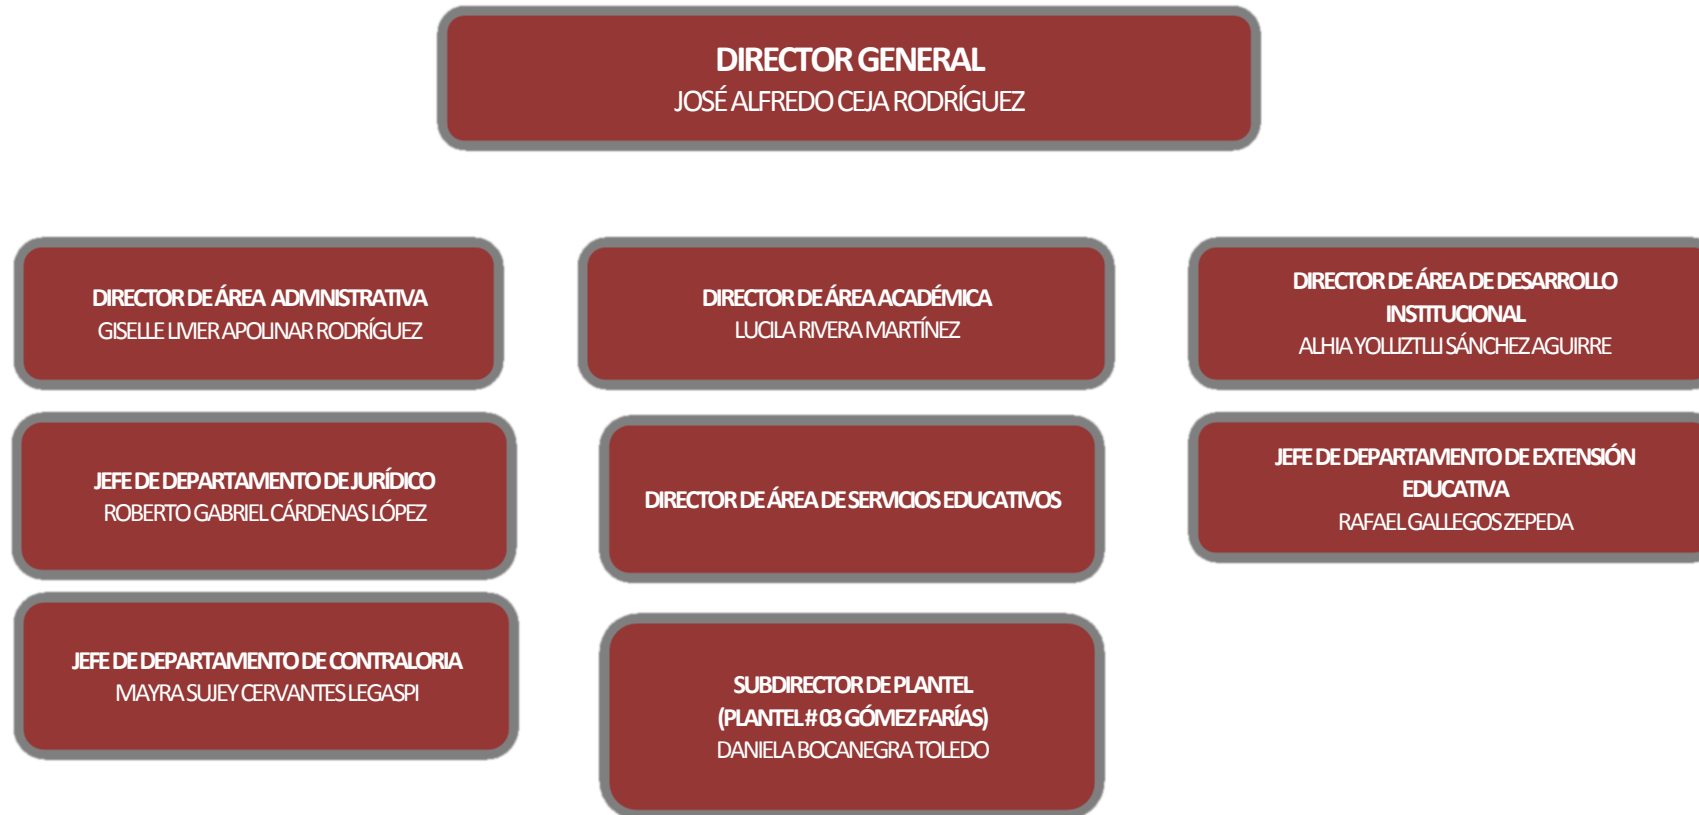 DIRECTOR GENERAL
JOSÉ ALFREDO CEJA RODRÍGUEZ
DIRECTOR DE ÁREA ADMNISTRATIVA
GISELLE LIVIER APOLINAR RODRÍGUEZ
DIRECTOR DE ÁREA ACADÉMICA
LUCILA RIVERA MARTÍNEZ
DIRECTOR DE ÁREA DE DESARROLLO
INSTITUCIONAL
ALHIA YOLLIZTLLI SÁNCHEZ AGUIRRE
JEFE DE DEPARTAMENTO DE JURÍDICO
ROBERTO GABRIEL CÁRDENAS LÓPEZ
DIRECTOR DE ÁREA DE SERVICIOS EDUCATIVOS
JEFE DE DEPARTAMENTO DE EXTENSIÓN
EDUCATIVA
RAFAEL GALLEGOS ZEPEDA
JEFE DE DEPARTAMENTO DE CONTRALORIA
MAYRA SUJEY CERVANTES LEGASPI
SUBDIRECTOR DE PLANTEL
(PLANTEL # 03 GÓMEZ FARÍAS)
DANIELA BOCANEGRA TOLEDO